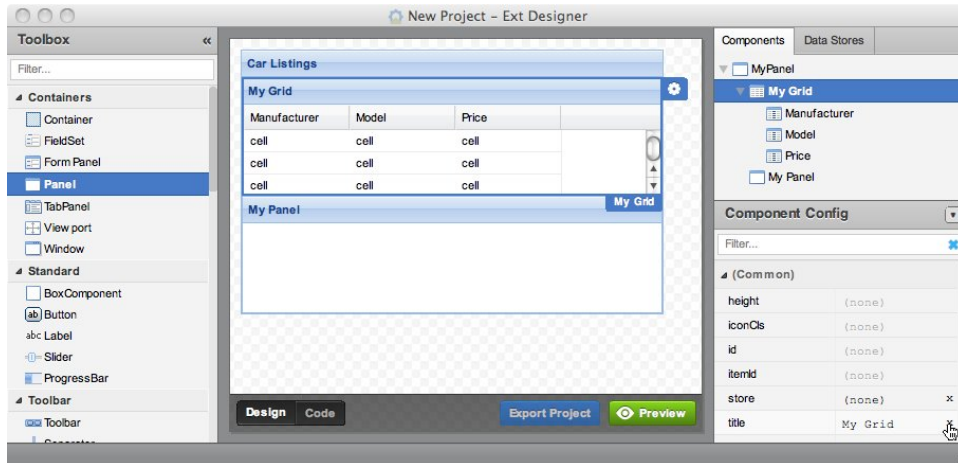 New Project – Ext Designer
Toolbox «
Filter...
Containers
Container
FieldSet
Form Panel
Panel
TabPanel
View port
Window
Standard
BoxComponent
ab Button
abc Label
Slider
ProgressBar
Toolbar
Toolbar
Separator
Car Listings
My Grid
Manufacturer Model Price
cell cell cell
cell cell cell
cell cell cell
My Grid
My Panel
Design Code
Export Project
Preview
Components Data Stores
MyPanel
My Grid
Manufacturer
Model
Price
My Panel
Component Config
Filter...
(Common)
height (none)
iconCls (none)
id (none)
itemId (none)
store (none) x
title My Grid